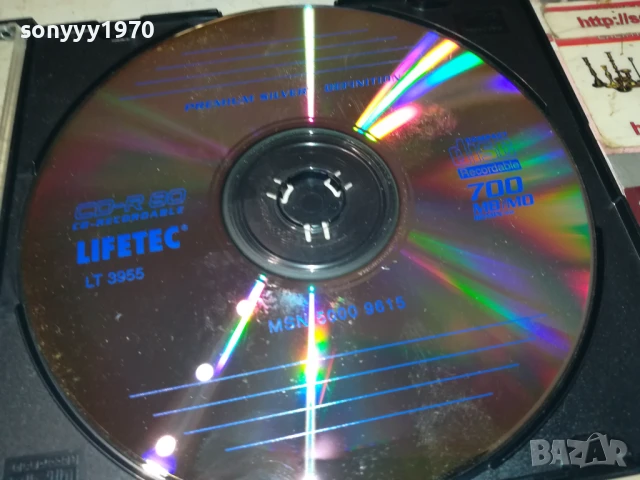 sonyyy1970
http://s
PREMIUM SILVER DEFINITION
Recordable
700
MB/MO
CD-R 80
CD-RECORDABLE
LIFETEC®
LT 3955
MSN 5000 9615
BAZAR